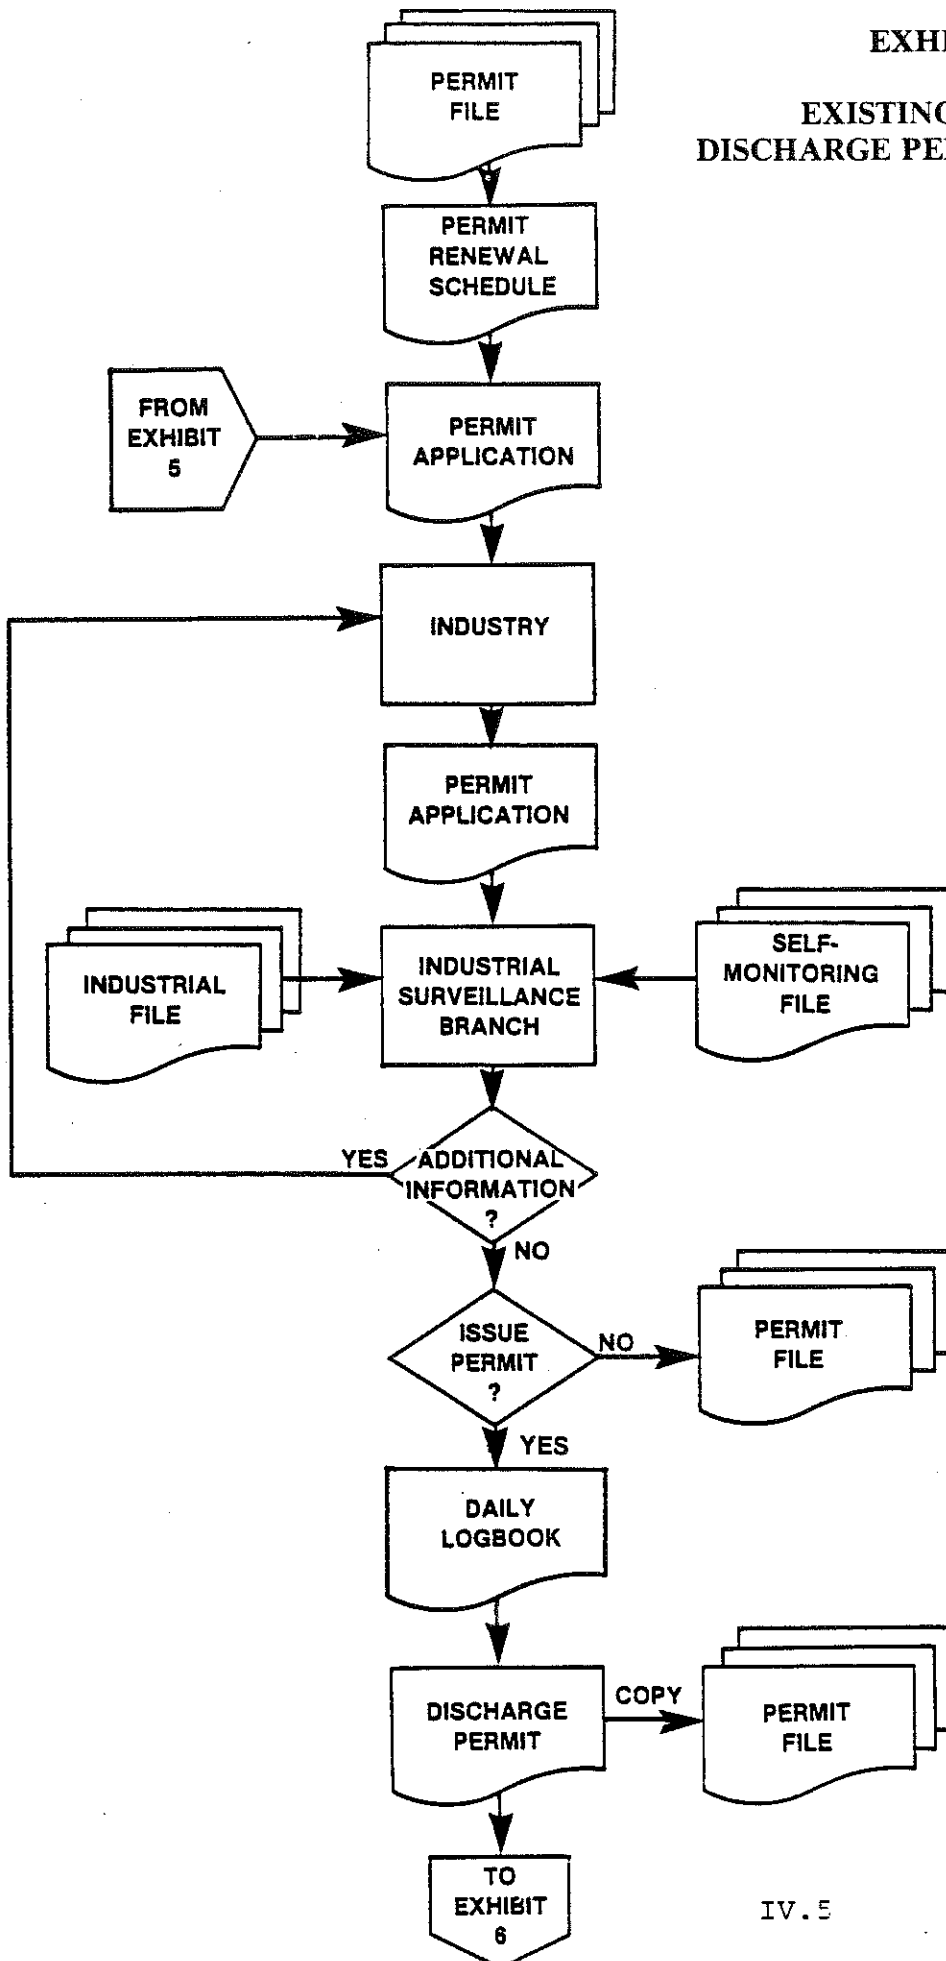 EXHI
EXISTING
DISCHARGE PE
PERMIT
FILE
PERMIT
RENEWAL
SCHEDULE
FROM
EXHIBIT
5
PERMIT
APPLICATION
INDUSTRY
PERMIT
APPLICATION
INDUSTRIAL
FILE
INDUSTRIAL
SURVEILLANCE
BRANCH
SELF-
MONITORING
FILE
YES
ADDITIONAL
INFORMATION
?
NO
ISSUE
PERMIT
?
NO
PERMIT
FILE
YES
DAILY
LOGBOOK
DISCHARGE
PERMIT
COPY
PERMIT
FILE
TO
EXHIBIT
6
IV.5